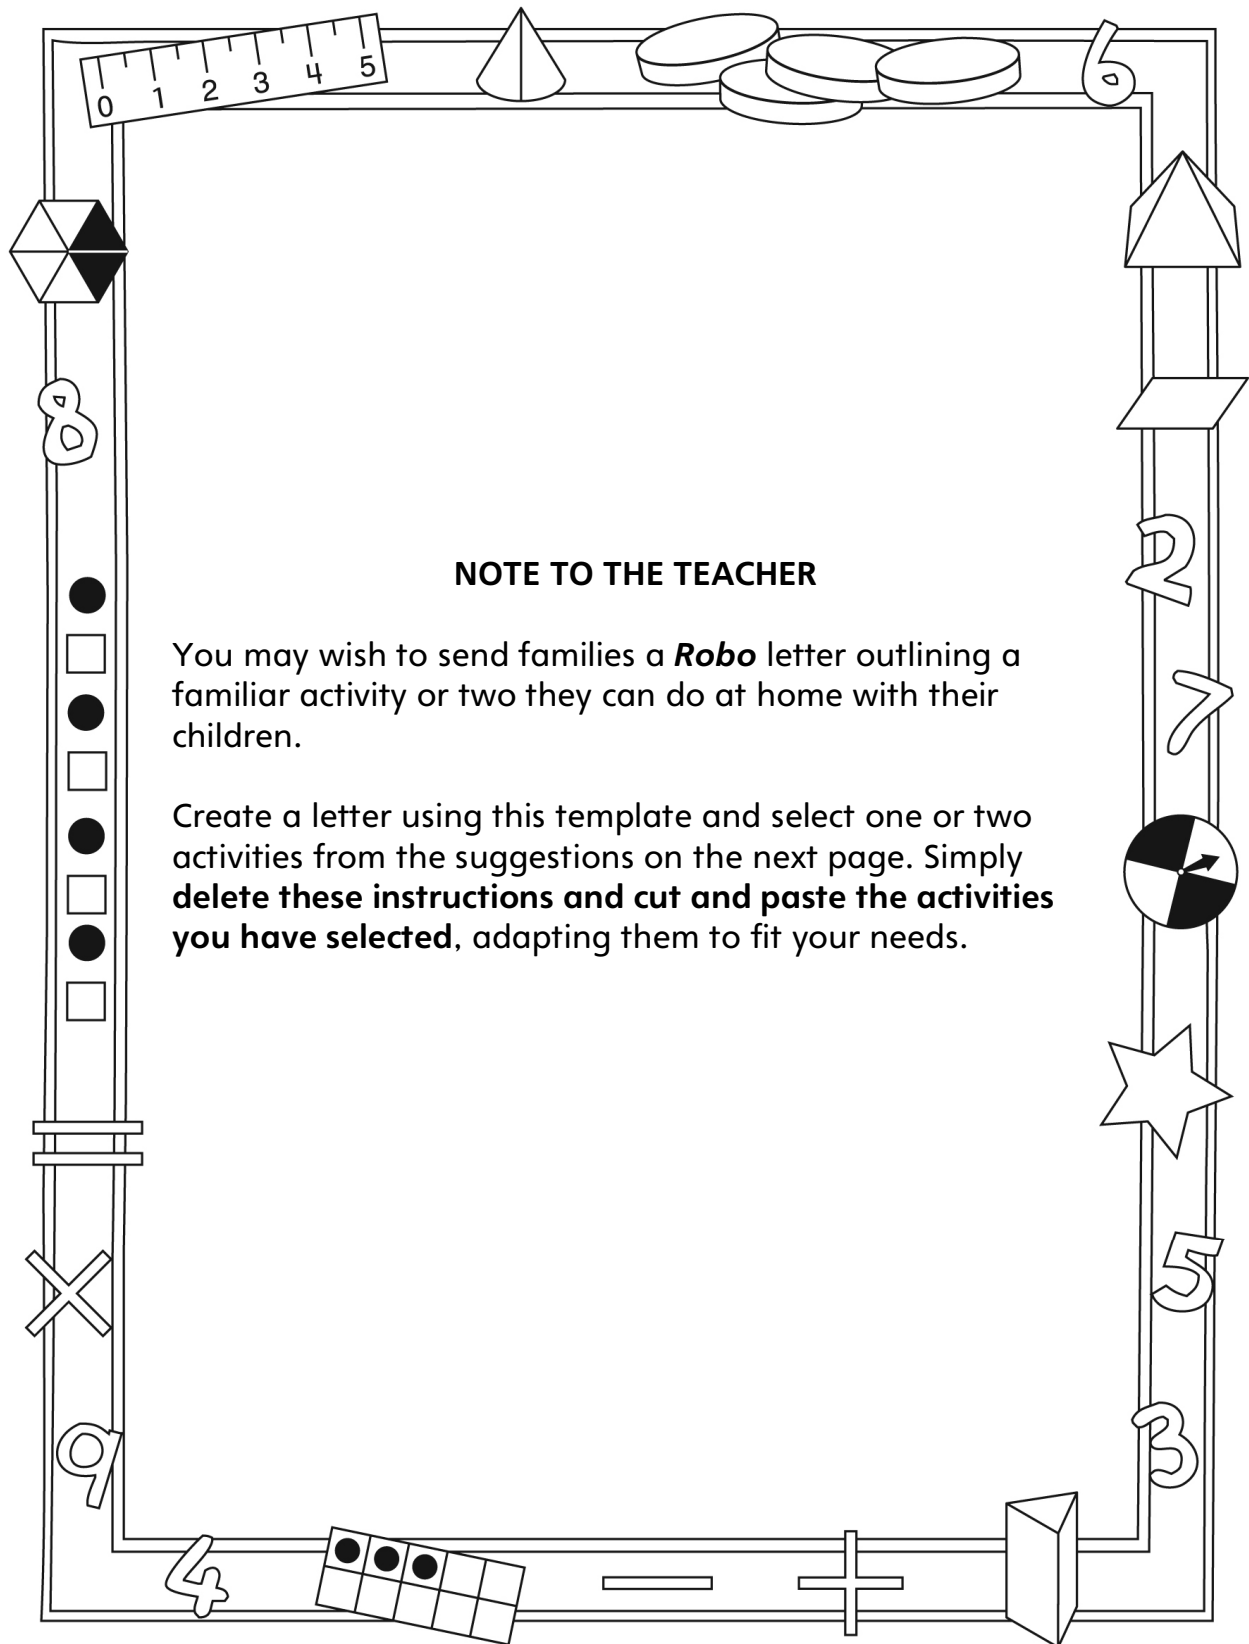 0 1 2 3 4 5
6
8
NOTE TO THE TEACHER
2
You may wish to send families a Robo letter outlining a
familiar activity or two they can do at home with their
children.
7
Create a letter using this template and select one or two
activities from the suggestions on the next page. Simply
delete these instructions and cut and paste the activities
you have selected, adapting them to fit your needs.
=
×
5
9
3
4
− +